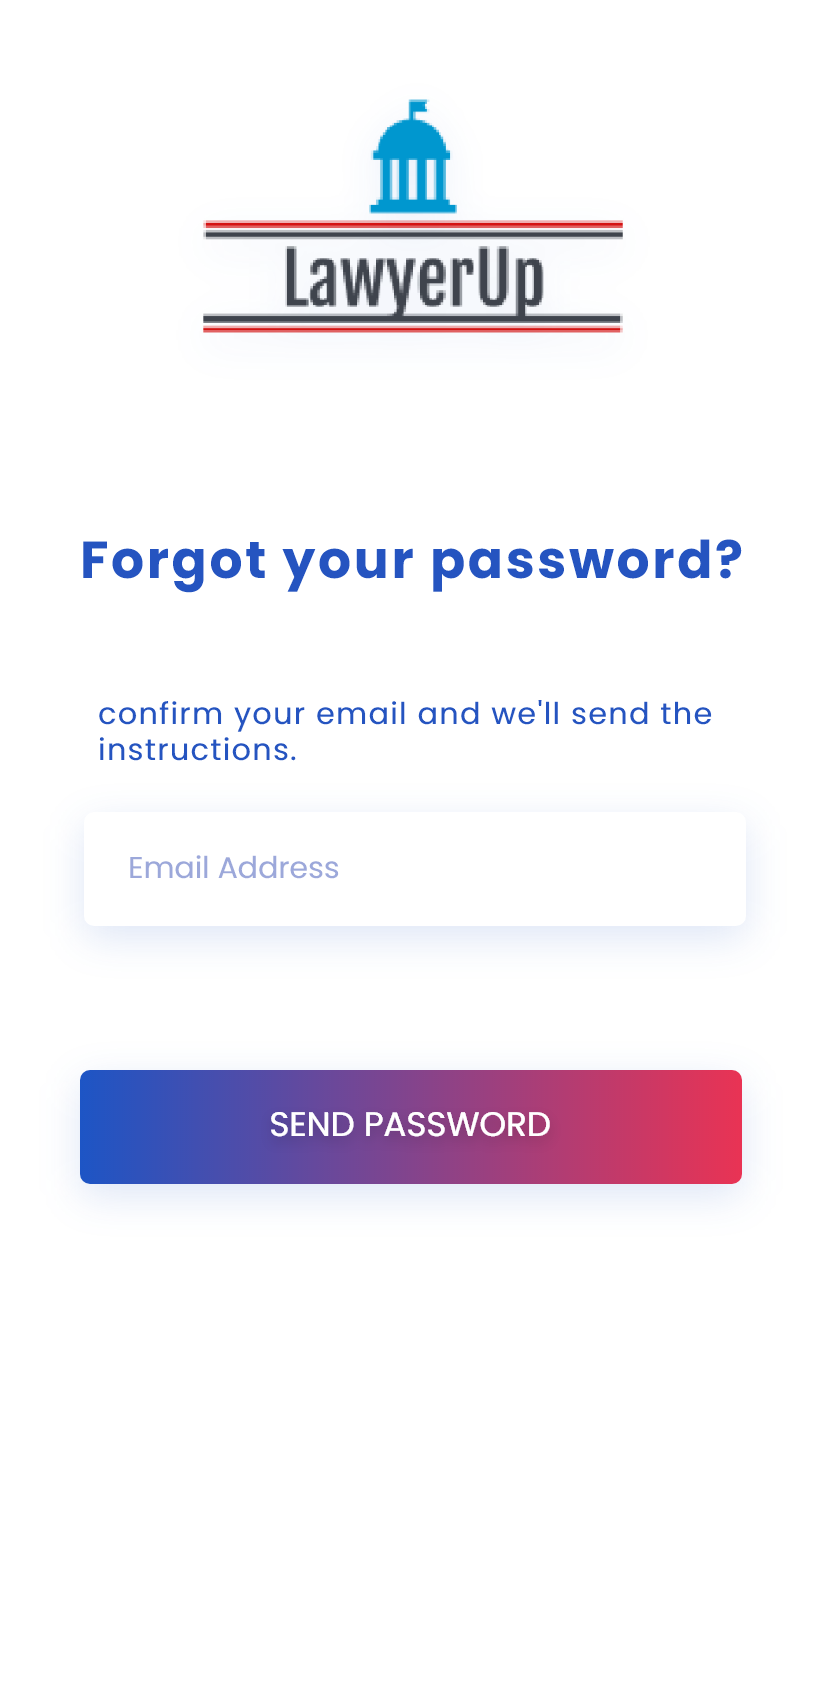 LawyerUp
Forgot your password?
confirm your email and we'll send the
instructions.
Email Address
SEND PASSWORD